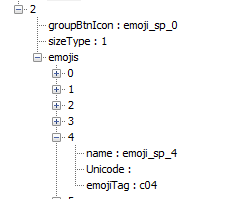 2
groupBtnIcon : emoji_sp_0
sizeType : 1
emojis
0
1
2
3
4
name : emoji_sp_4
Unicode :
emojiTag : c04